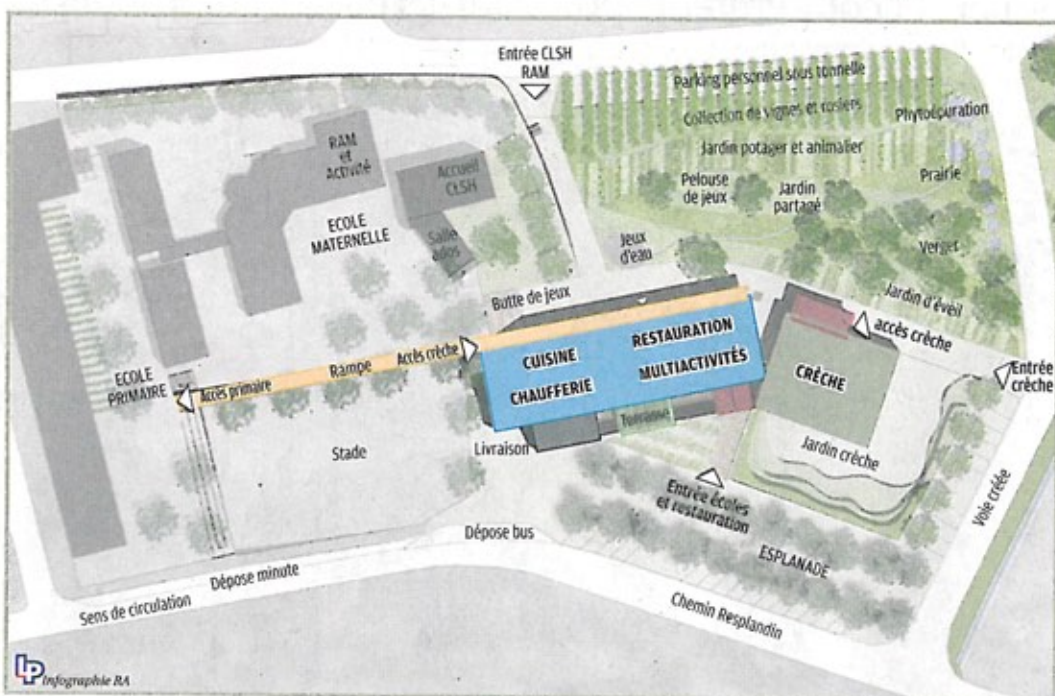 Entrée CLSH
RAM
Parking personnel sous tonnelle
Collection de vignes et rosiers
Phytoépuration
Jardin potager et animalier
Prairie
Pelouse
de jeux
Jardin
partagé
Verger
Jardin d'éveil
RAM
et
Activité
Accueil
CLSH
ECOLE
MATERNELLE
Salle
ados
Jeux
d'eau
Butte de jeux
accès crèche
Entrée
crèche
ECOLE
PRIMAIRE
Accès primaire
Rampe
Accès crèche
CUISINE
RESTAURATION
CHAUFFERIE
MULTIACTIVITÉS
CRÈCHE
Stade
Livraison
Terrasse
Jardin crèche
Entrée écoles
et restauration
ESPLANADE
Voie créée
Dépose bus
Dépose minute
Sens de circulation
Chemin Resplandin
LP Infographie RA